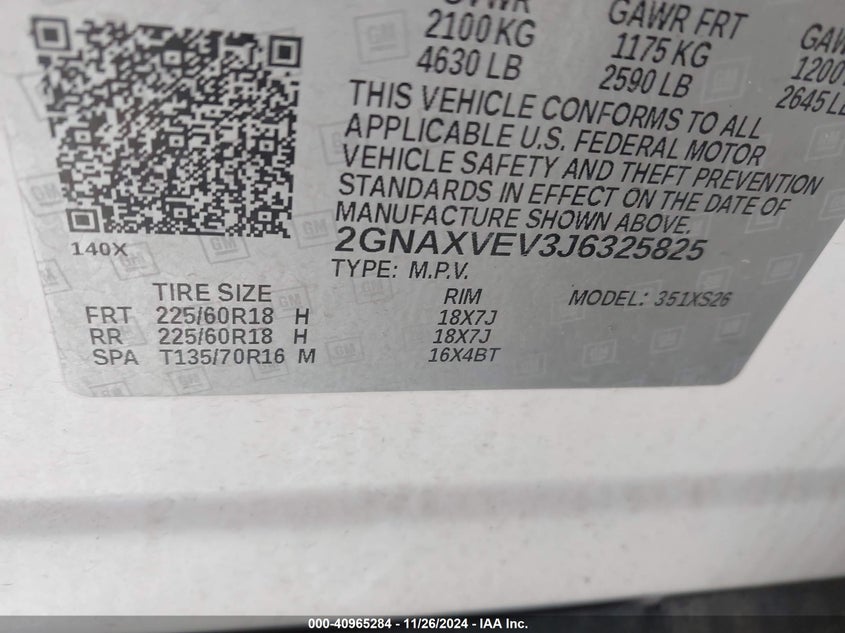 GVWR
2100 KG
4630 LB
GAWR FRT
1175 KG
2590 LB
THIS VEHICLE CONFORMS TO ALL
APPLICABLE U.S. FEDERAL MOTOR
VEHICLE SAFETY AND THEFT PREVENTION
STANDARDS IN EFFECT ON THE DATE OF
MANUFACTURE SHOWN ABOVE.
2GNAXVEV3J6325825
TYPE: M.P.V.
140X
TIRE SIZE RIM MODEL: 351XS26
FRT 225/60R18 H 18X7J
RR 225/60R18 H 18X7J
SPA T135/70R16 M 16X4BT
GM
000-40965284 - 11/26/2024 - IAA Inc.